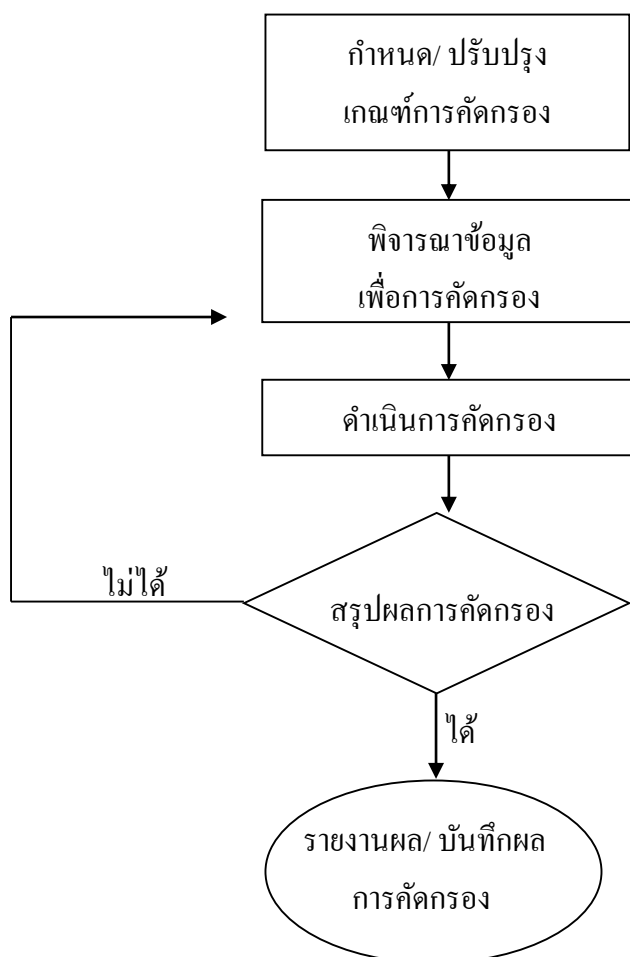 กำหนด/ ปรับปรุง
เกณฑ์การคัดกรอง
พิจารณาข้อมูล
เพื่อการคัดกรอง
ดำเนินการคัดกรอง
ไม่ได้
สรุปผลการคัดกรอง
ได้
รายงานผล/ บันทึกผล
การคัดกรอง